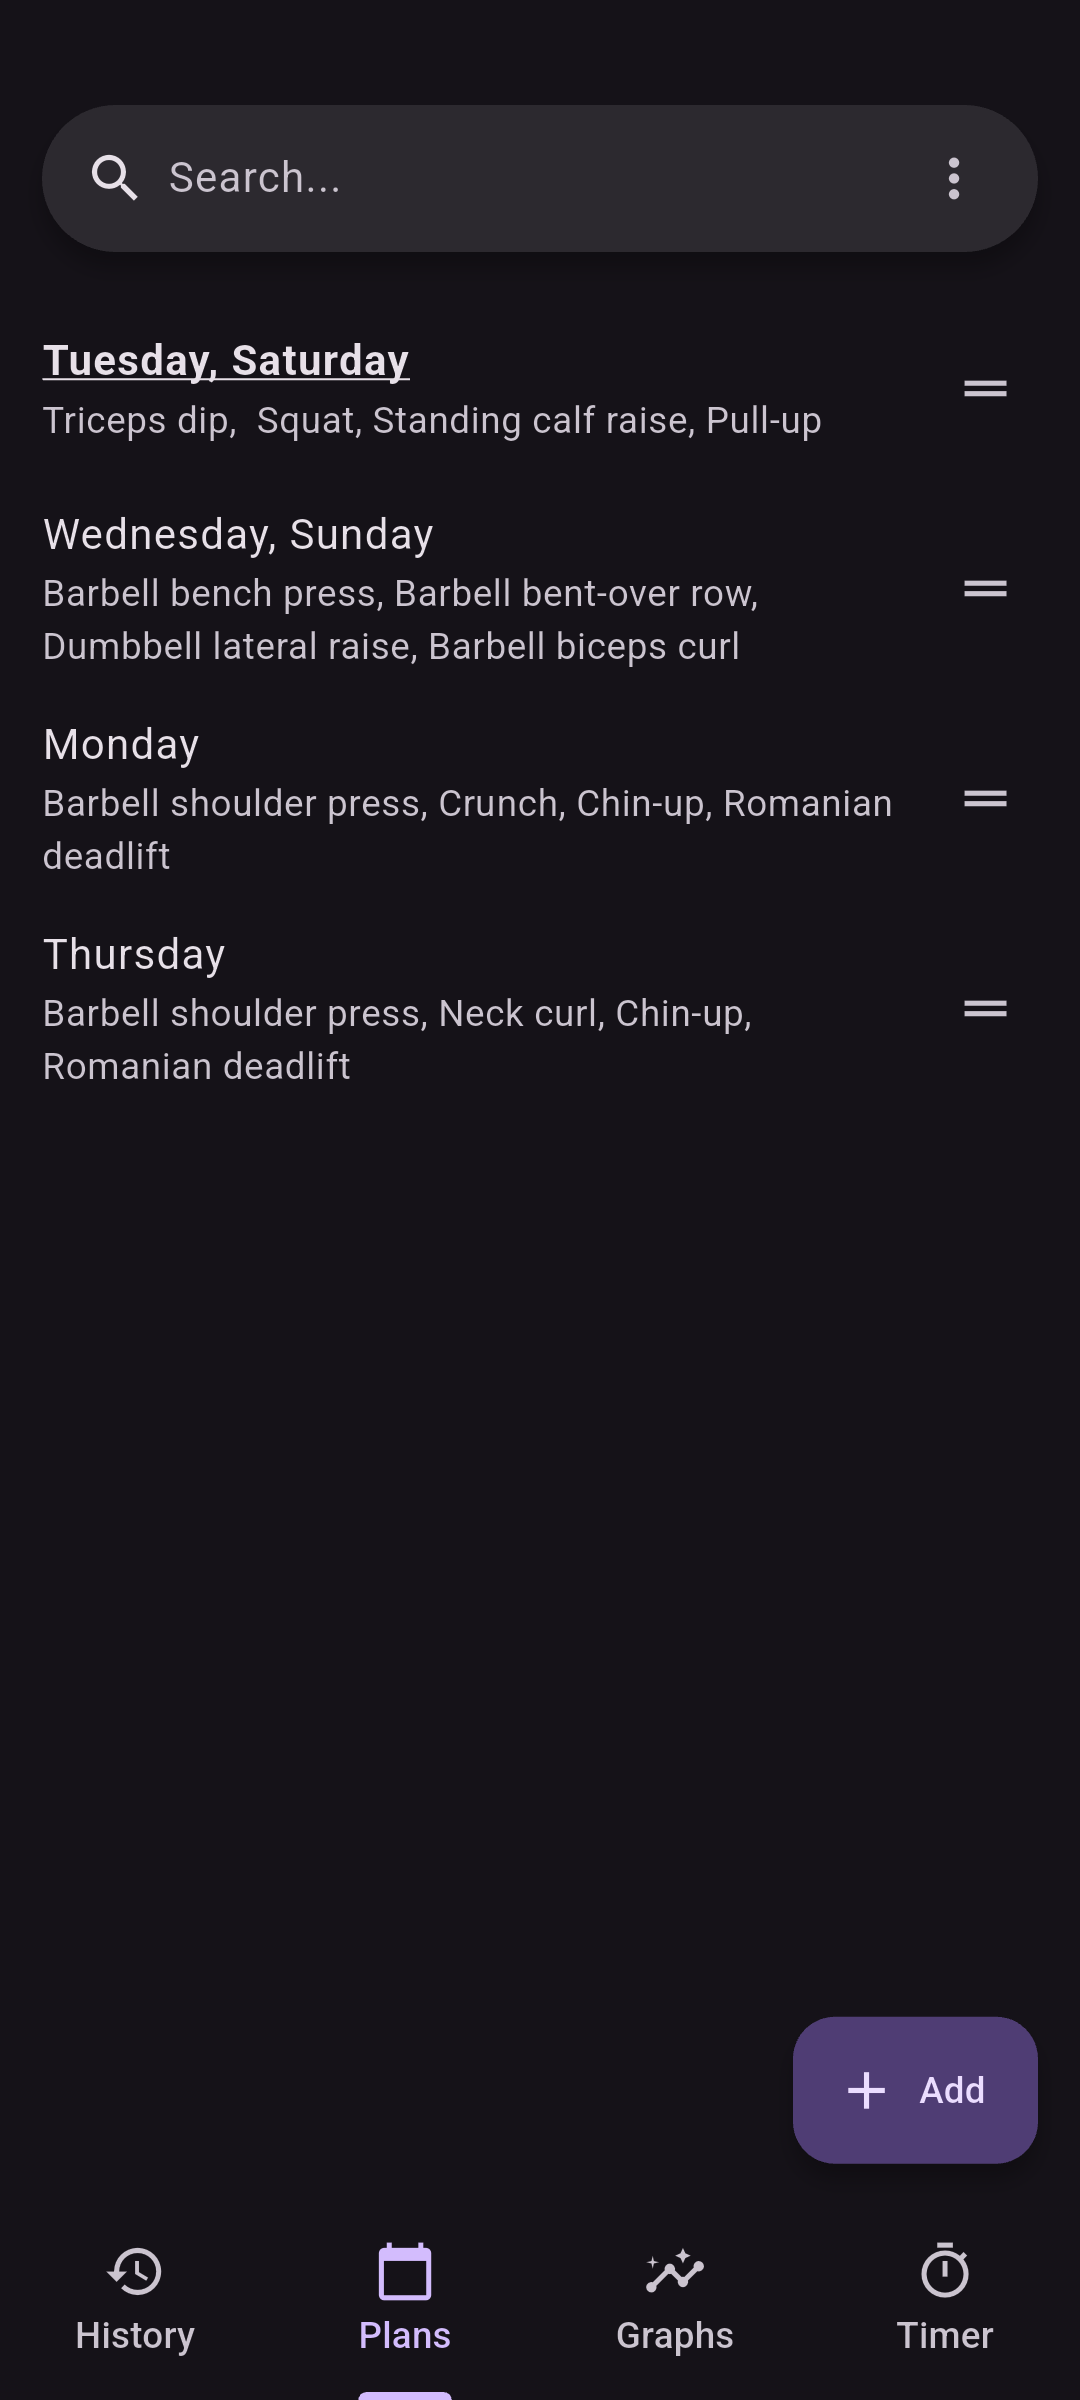 Search...
Tuesday, Saturday
Triceps dip,  Squat, Standing calf raise, Pull-up
Wednesday, Sunday
Barbell bench press, Barbell bent-over row,
Dumbbell lateral raise, Barbell biceps curl
Monday
Barbell shoulder press, Crunch, Chin-up, Romanian
deadlift
Thursday
Barbell shoulder press, Neck curl, Chin-up,
Romanian deadlift
Add
History
Plans
Graphs
Timer